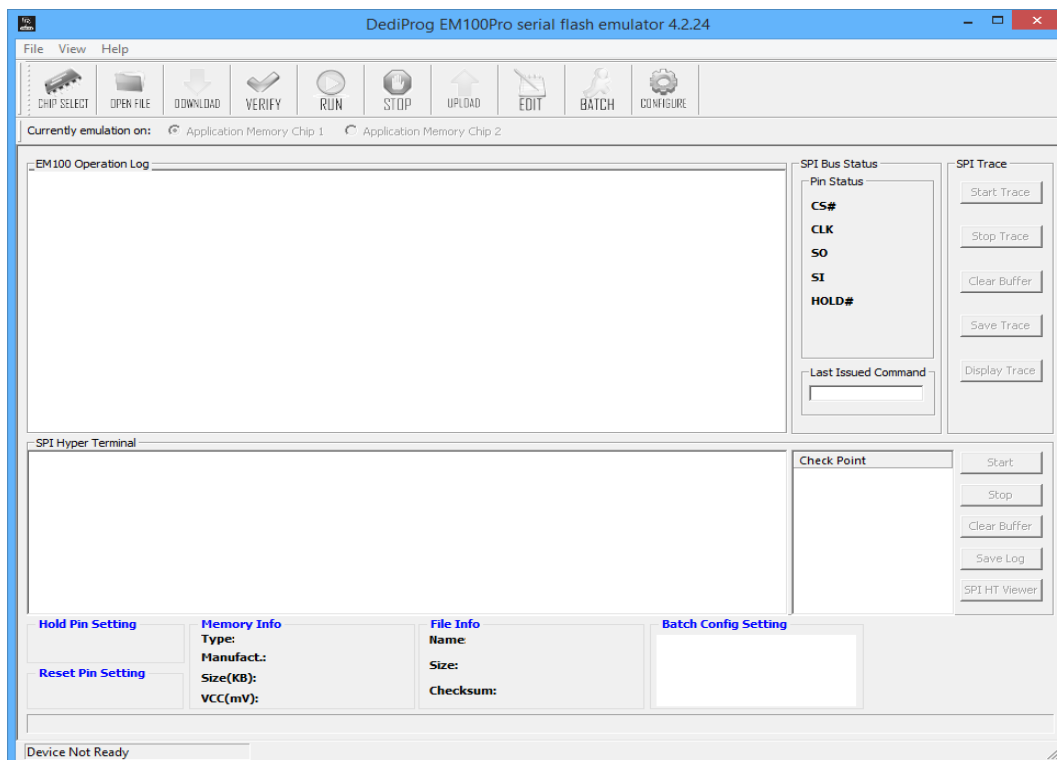 DediProg EM100Pro serial flash emulator 4.2.24
File View Help
CHIP SELECT OPEN FILE DOWNLOAD VERIFY RUN STOP UPLOAD EDIT BATCH CONFIGURE
Currently emulation on: Application Memory Chip 1 Application Memory Chip 2
EM100 Operation Log
SPI Bus Status
Pin Status
CS#
CLK
SO
SI
HOLD#
Last Issued Command
SPI Trace
Start Trace
Stop Trace
Clear Buffer
Save Trace
Display Trace
SPI Hyper Terminal
Check Point
Start
Stop
Clear Buffer
Save Log
SPI HT Viewer
Hold Pin Setting
Reset Pin Setting
Memory Info
Type:
Manufact.:
Size(KB):
VCC(mV):
File Info
Name:
Size:
Checksum:
Batch Config Setting
Device Not Ready